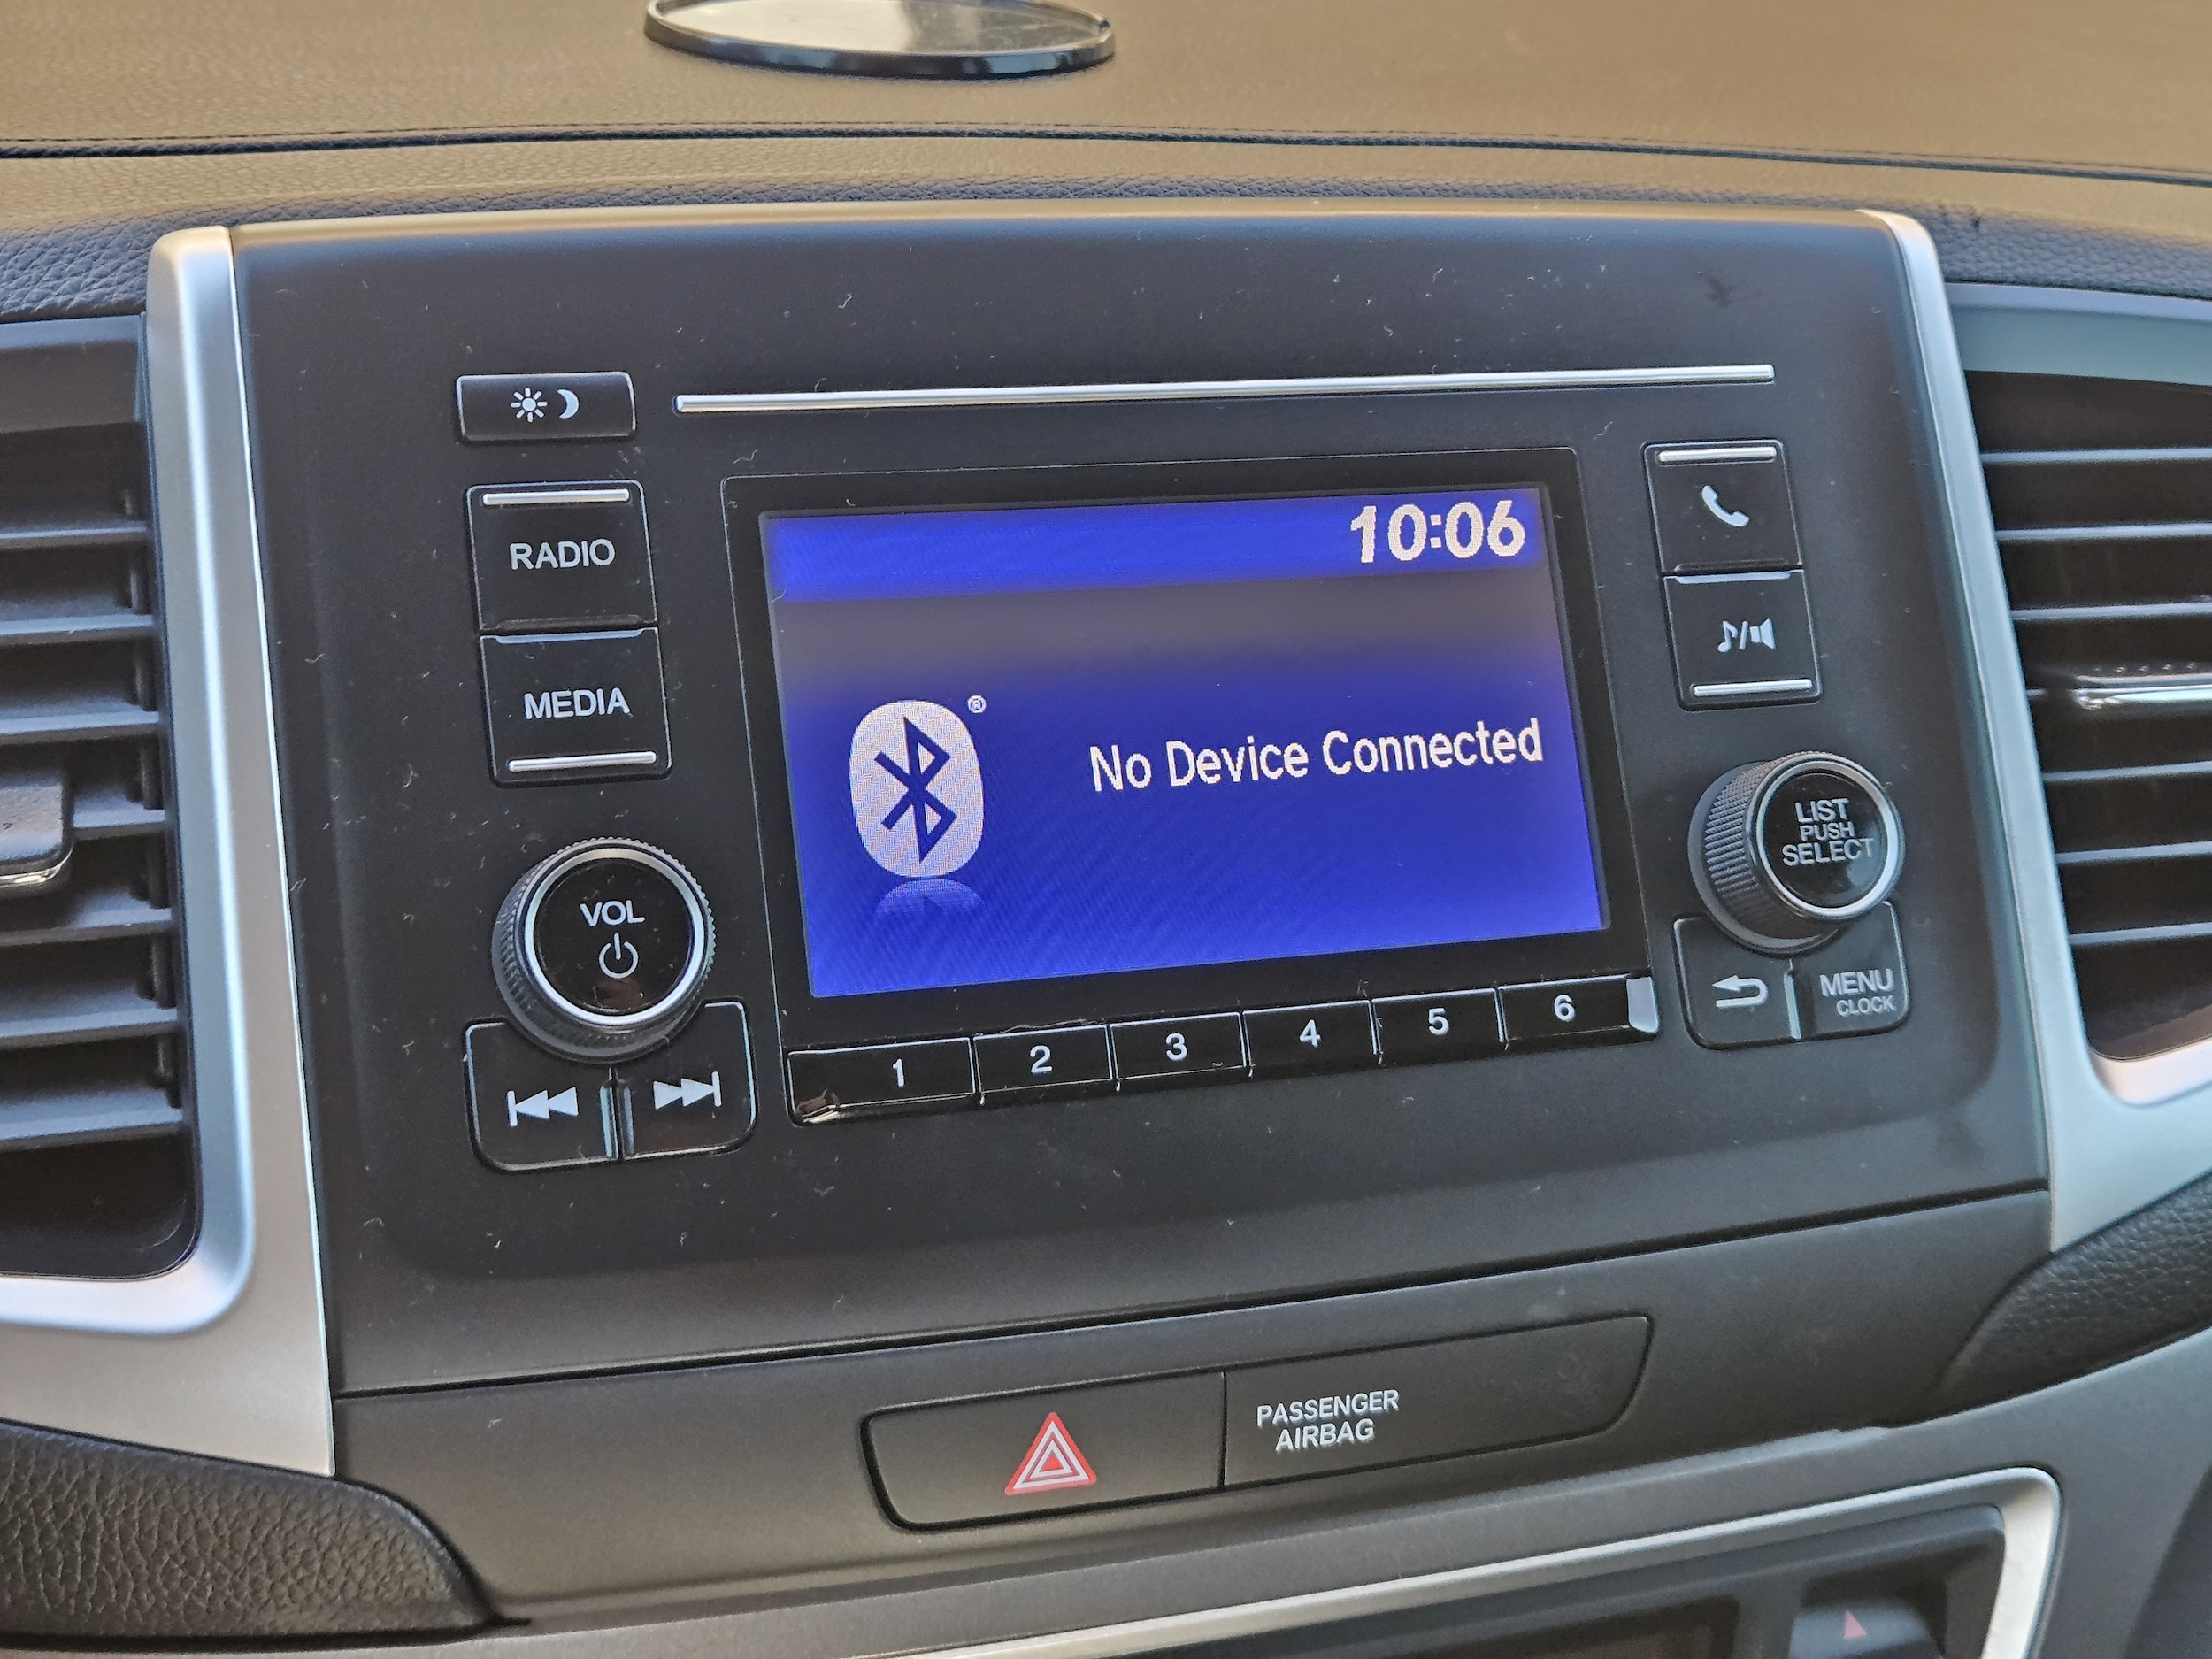 10:06
RADIO
MEDIA
®
No Device Connected
VOL
LIST
PUSH
SELECT
MENU
CLOCK
1 2 3 4 5 6
PASSENGER
AIRBAG